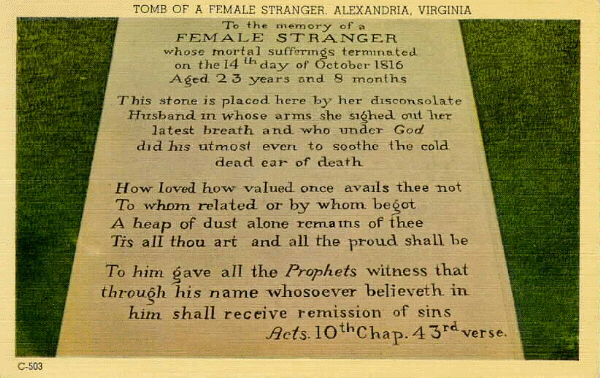 TOMB OF A FEMALE STRANGER, ALEXANDRIA, VIRGINIA
To the memory of a
FEMALE STRANGER
whose mortal sufferings terminated
on the 14th day of October 1816
Aged 23 years and 8 months
This stone is placed here by her disconsolate
Husband in whose arms she sighed out her
latest breath and who under God
did his utmost even to soothe the cold
dead ear of death
How loved how valued once avails thee not
To whom related or by whom begot
A heap of dust alone remains of thee
Tis all thou art and all the proud shall be
To him gave all the Prophets witness that
through his name whosoever believeth in
him shall receive remission of sins
Acts. 10th Chap. 43rd verse.
C-503